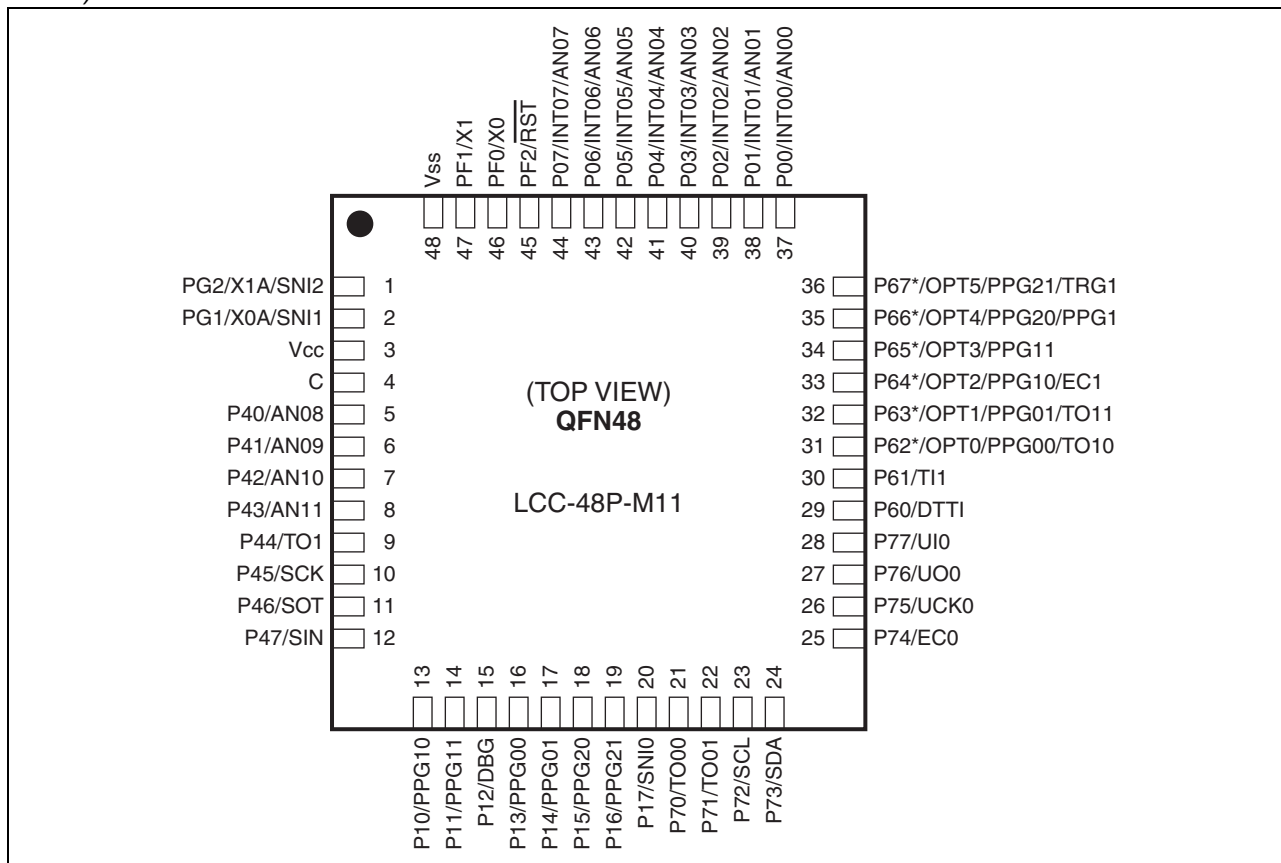 P00/INT00/AN00
P01/INT01/AN01
P02/INT02/AN02
P03/INT03/AN03
P04/INT04/AN04
P05/INT05/AN05
P06/INT06/AN06
P07/INT07/AN07
PF2/RST
PF0/X0
PF1/X1
Vss
48 47 46 45 44 43 42 41 40 39 38 37
PG2/X1A/SNI2 1
PG1/X0A/SNI1 2
Vcc 3
C 4
P40/AN08 5
P41/AN09 6
P42/AN10 7
P43/AN11 8
P44/TO1 9
P45/SCK 10
P46/SOT 11
P47/SIN 12
(TOP VIEW)
QFN48
LCC-48P-M11
36 P67*/OPT5/PPG21/TRG1
35 P66*/OPT4/PPG20/PPG1
34 P65*/OPT3/PPG11
33 P64*/OPT2/PPG10/EC1
32 P63*/OPT1/PPG01/TO11
31 P62*/OPT0/PPG00/TO10
30 P61/TI1
29 P60/DTTI
28 P77/UI0
27 P76/UO0
26 P75/UCK0
25 P74/EC0
13 14 15 16 17 18 19 20 21 22 23 24
P10/PPG10
P11/PPG11
P12/DBG
P13/PPG00
P14/PPG01
P15/PPG20
P16/PPG21
P17/SNI0
P70/TO00
P71/TO01
P72/SCL
P73/SDA